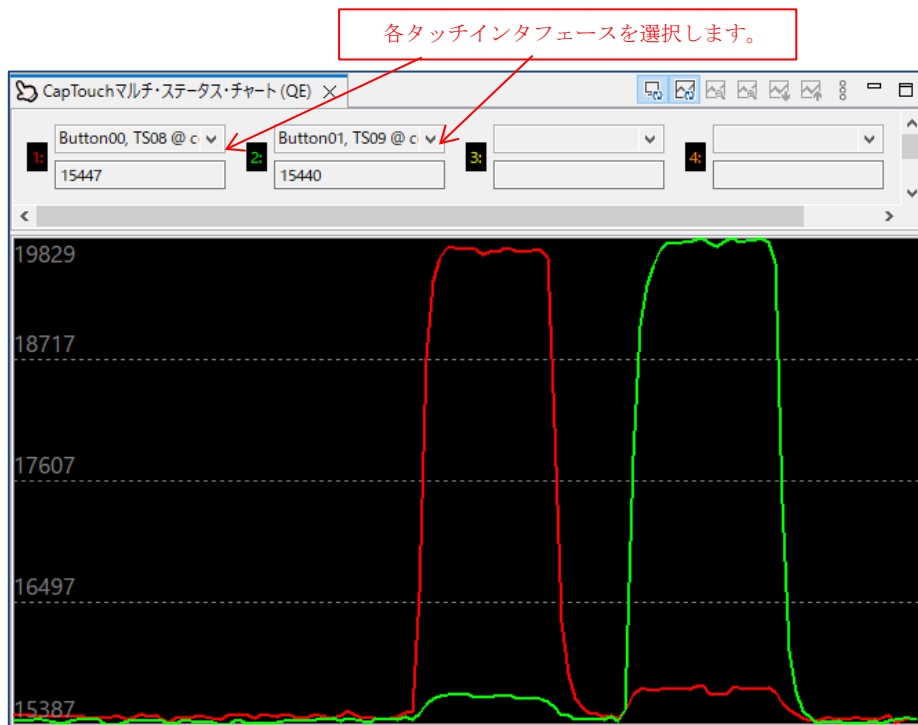 各タッチインタフェースを選択します。
CapTouchマルチ・ステータス・チャート (QE)
1: Button00, TS08 @ c
2: Button01, TS09 @ c
3:
4:
15447
15440
19829
18717
17607
16497
15387